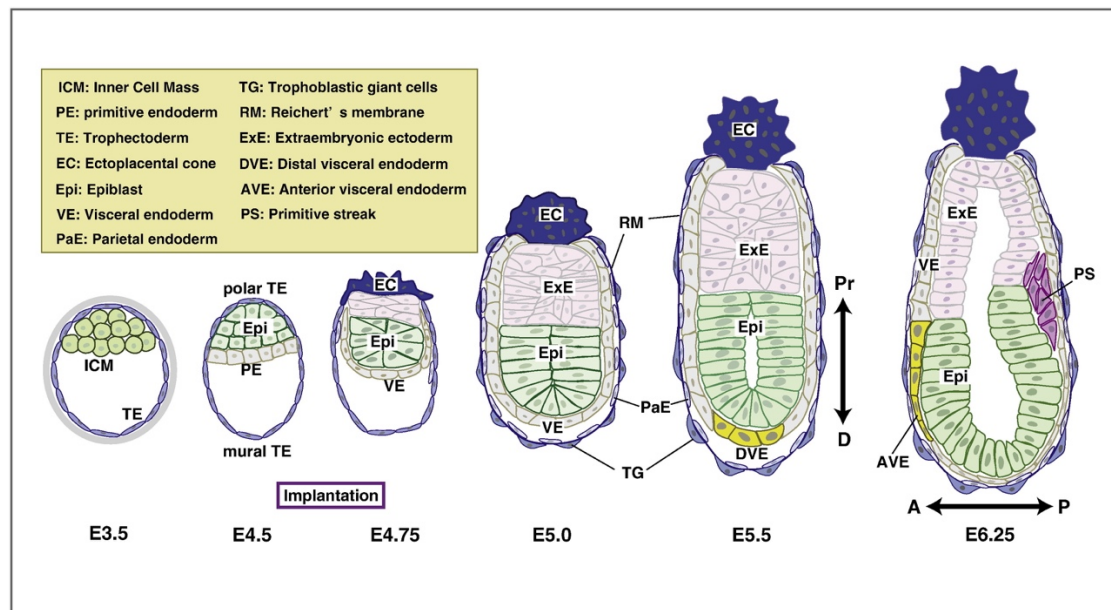 ICM: Inner Cell Mass
PE: primitive endoderm
TE: Trophectoderm
EC: Ectoplacental cone
Epi: Epiblast
VE: Visceral endoderm
PaE: Parietal endoderm
TG: Trophoblastic giant cells
RM: Reichert’ s membrane
ExE: Extraembryonic ectoderm
DVE: Distal visceral endoderm
AVE: Anterior visceral endoderm
PS: Primitive streak
ICM
TE
polar TE
Epi
PE
mural TE
EC
Epi
VE
EC
ExE
Epi
VE
RM
PaE
TG
EC
ExE
Epi
DVE
Pr
D
ExE
VE
PS
Epi
AVE
A
P
Implantation
E3.5
E4.5
E4.75
E5.0
E5.5
E6.25